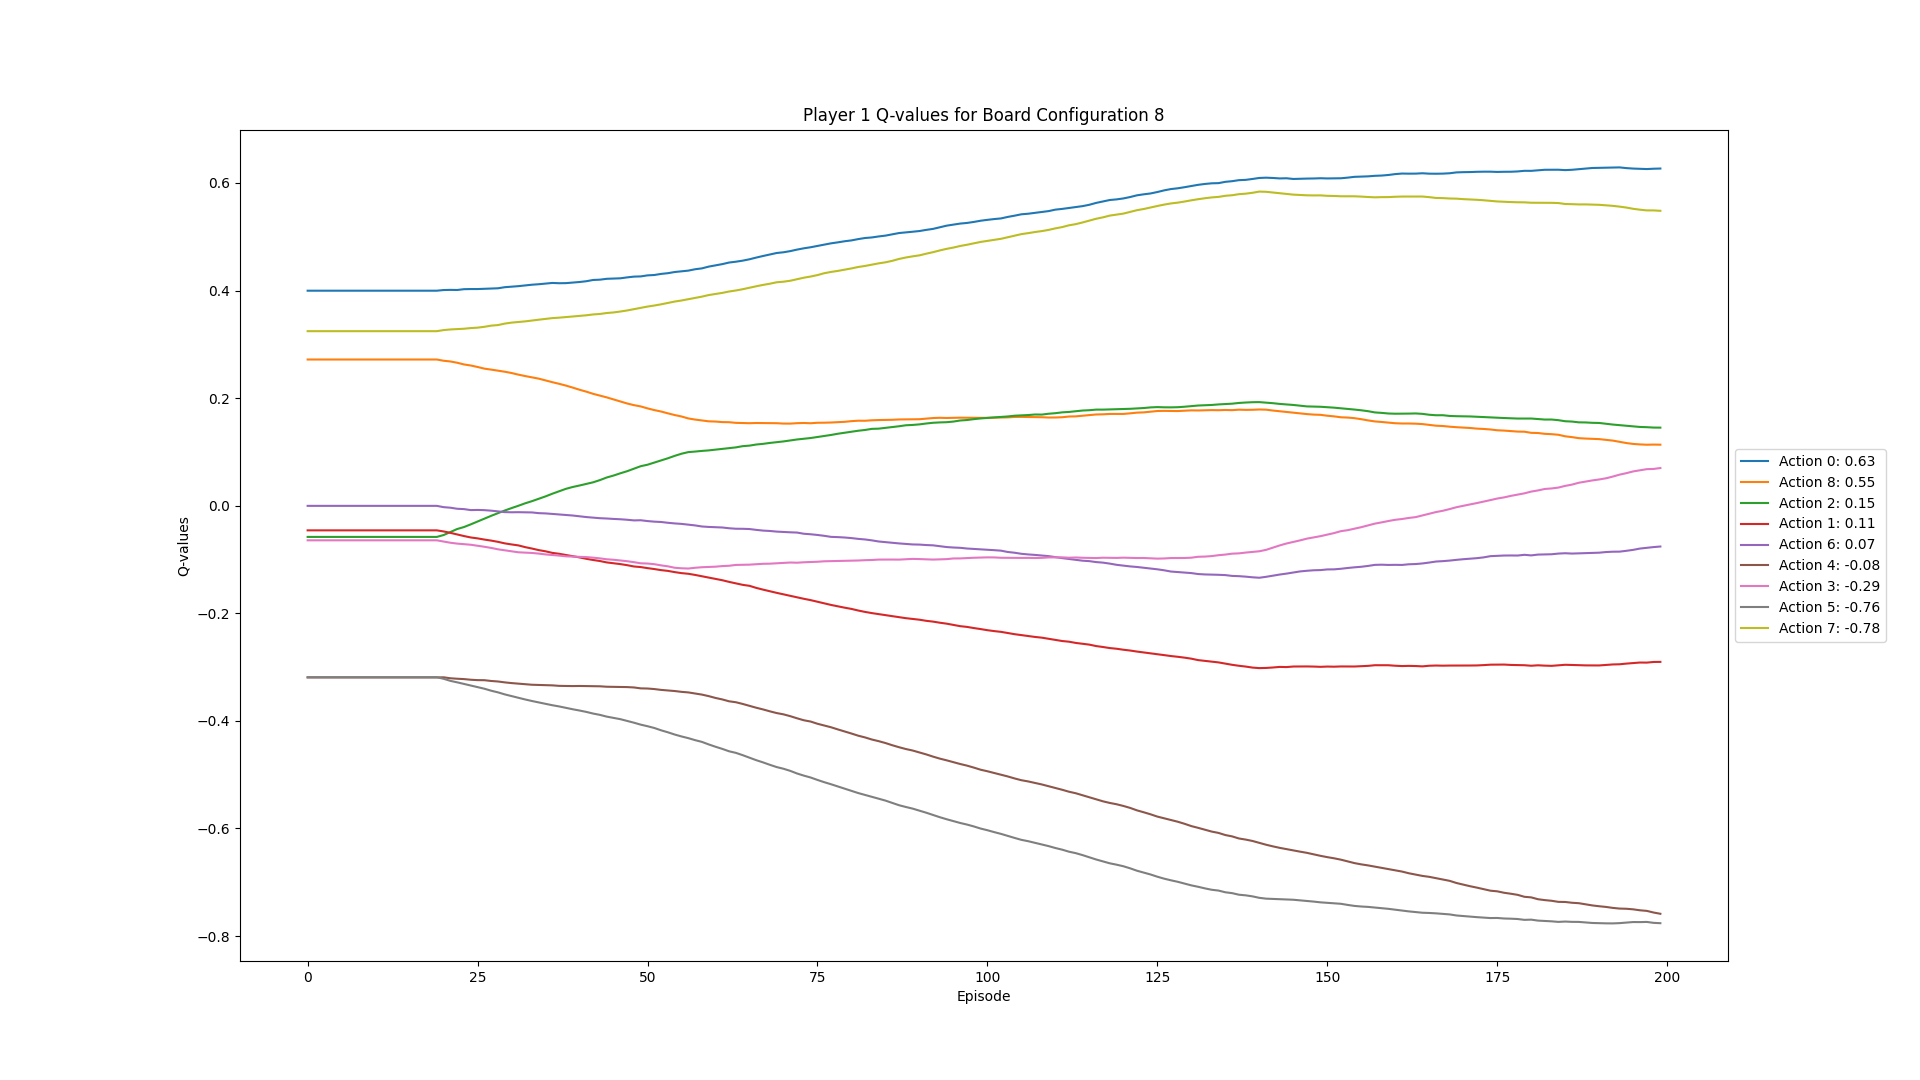 Player 1 Q-values for Board Configuration 8
0.6
0.4
0.2
0.0
−0.2
−0.4
−0.6
−0.8
Q-values
0 25 50 75 100 125 150 175 200
Episode
Action 0: 0.63
Action 8: 0.55
Action 2: 0.15
Action 1: 0.11
Action 6: 0.07
Action 4: -0.08
Action 3: -0.29
Action 5: -0.76
Action 7: -0.78